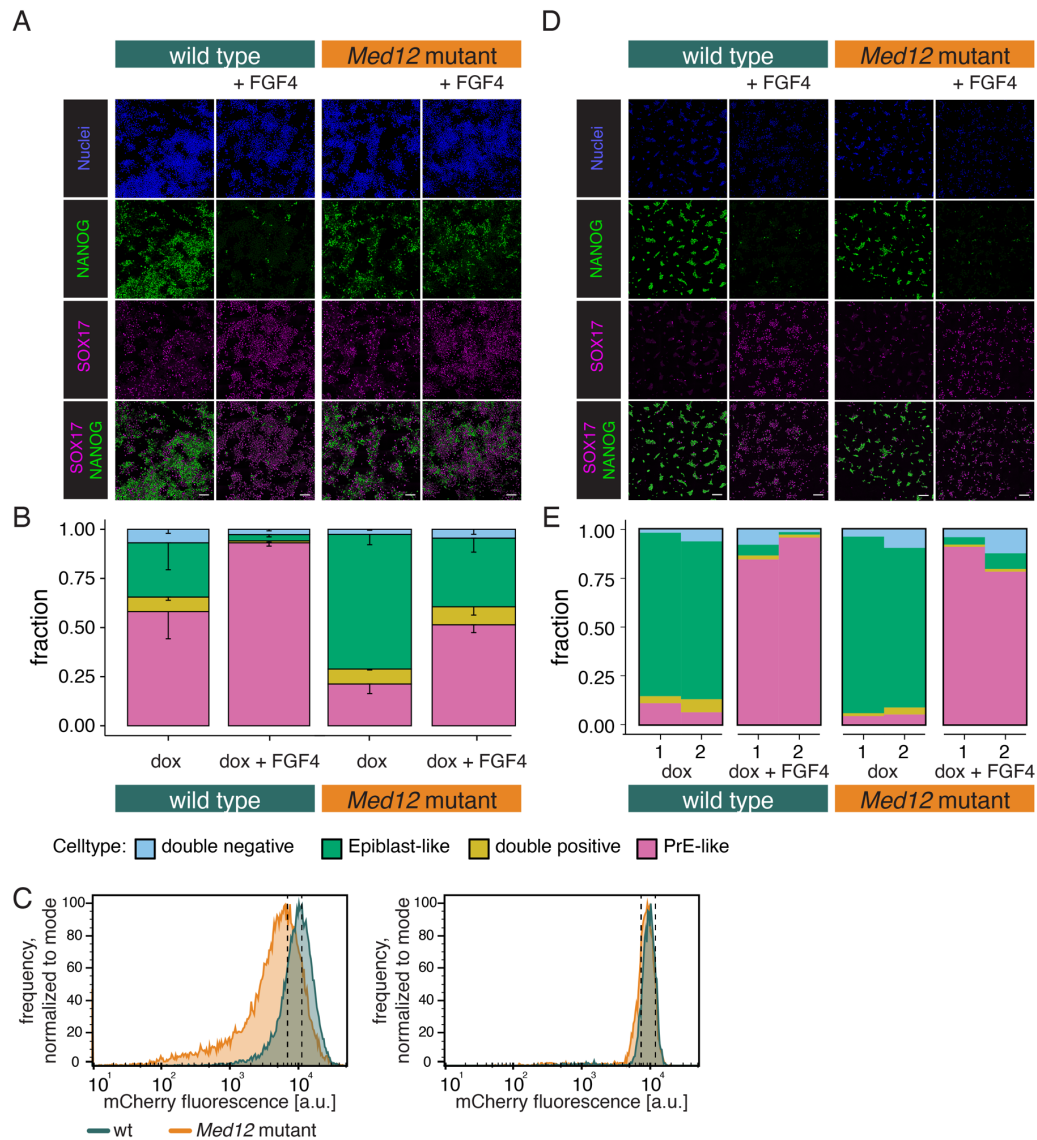 A
wild type
Med12 mutant
+ FGF4
+ FGF4
Nuclei
NANOG
SOX17
SOX17
NANOG
B
fraction
1.00
0.75
0.50
0.25
0.00
dox
dox + FGF4
dox
dox + FGF4
wild type
Med12 mutant
D
wild type
Med12 mutant
+ FGF4
+ FGF4
Nuclei
NANOG
SOX17
SOX17
NANOG
E
fraction
1.00
0.75
0.50
0.25
0.00
1 2 1 2 1 2 1 2
dox
dox + FGF4
dox
dox + FGF4
wild type
Med12 mutant
Celltype: double negative Epiblast-like double positive PrE-like
C
frequency,
normalized to mode
100
80
60
40
20
0
10¹ 10² 10³ 10⁴
mCherry fluorescence [a.u.]
frequency,
normalized to mode
100
80
60
40
20
0
10¹ 10² 10³ 10⁴
mCherry fluorescence [a.u.]
wt Med12 mutant